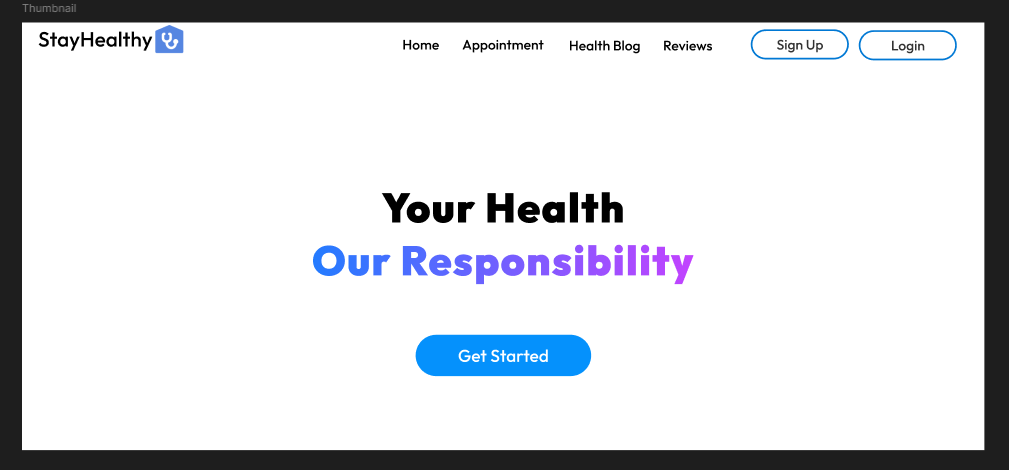 Thumbnail
StayHealthy
Home Appointment Health Blog Reviews Sign Up Login
Your Health
Our Responsibility
Get Started